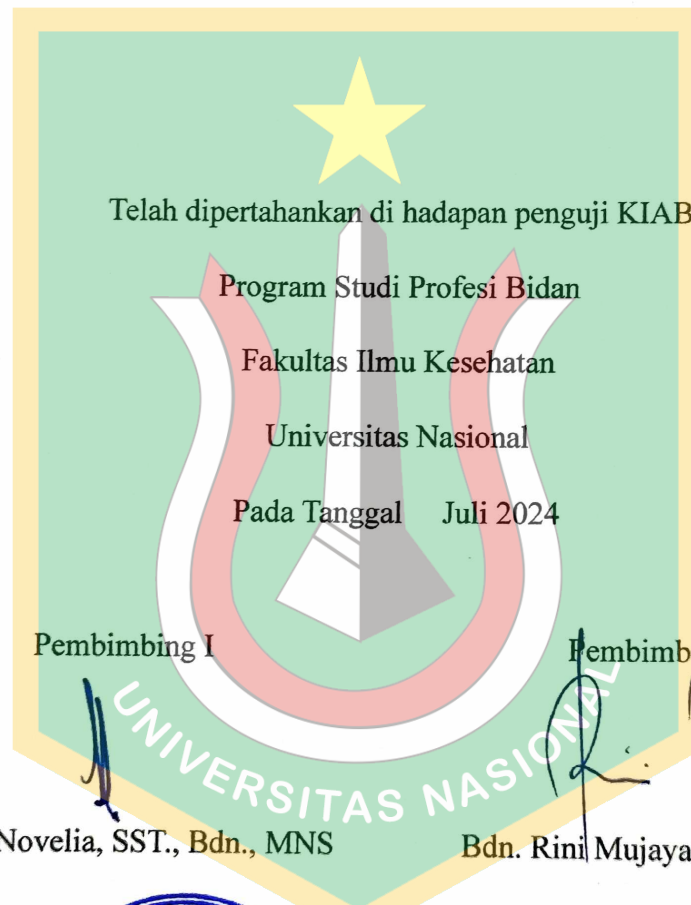 Telah dipertahankan di hadapan penguji KIAB
Program Studi Profesi Bidan
Fakultas Ilmu Kesehatan
Universitas Nasional
Pada Tanggal Juli 2024
Pembimbing I Pembimb
UNIVERSITAS NASIONAL
Novelia, SST., Bdn., MNS Bdn. Rini Mujaya